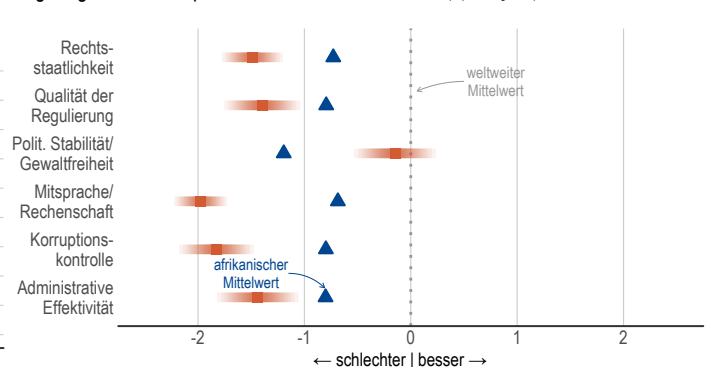 Rechts-
staatlichkeit
weltweiter
Mittelwert
Qualität der
Regulierung
Polit. Stabilität/
Gewaltfreiheit
Mitsprache/
Rechenschaft
Korruptions-
kontrolle
afrikanischer
Mittelwert
Administrative
Effektivität
-2 -1 0 1 2
← schlechter | besser →